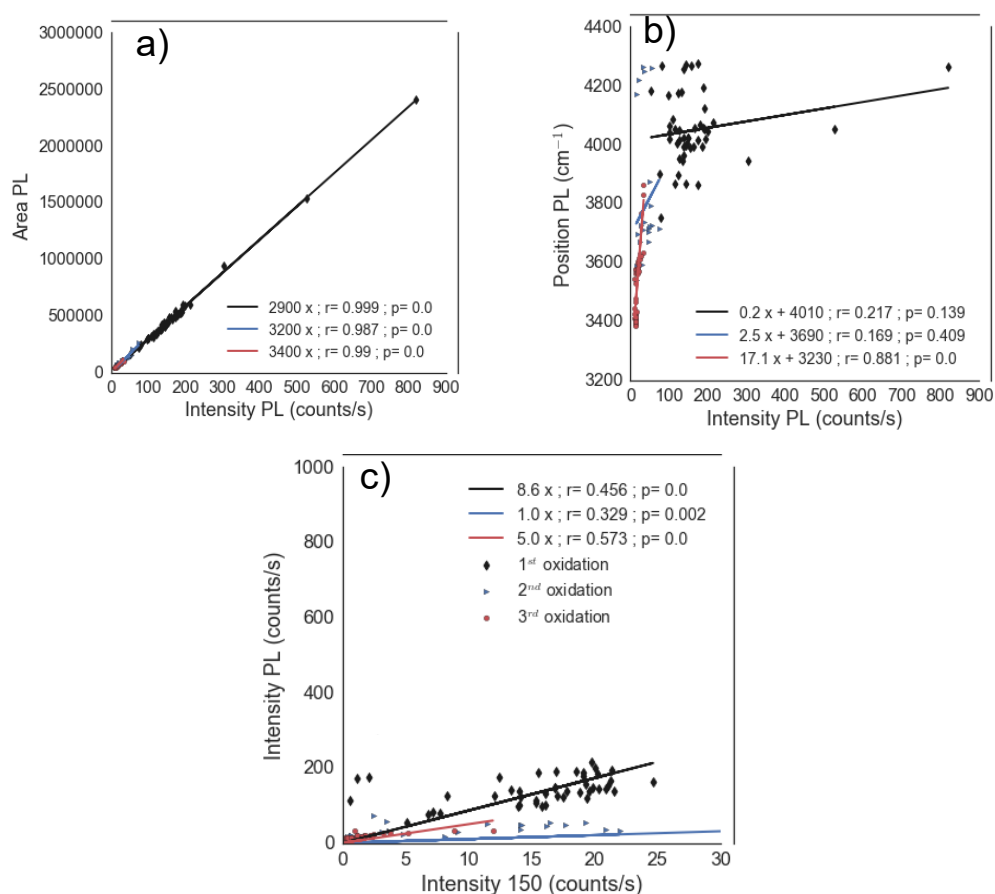 a)
3000000
2500000
2000000
1500000
1000000
500000
0
Area PL
2900 x ; r= 0.999 ; p= 0.0
3200 x ; r= 0.987 ; p= 0.0
3400 x ; r= 0.99 ; p= 0.0
0 100 200 300 400 500 600 700 800 900
Intensity PL (counts/s)
b)
4400
4200
4000
3800
3600
3400
3200
Position PL (cm⁻¹)
0.2 x + 4010 ; r= 0.217 ; p= 0.139
2.5 x + 3690 ; r= 0.169 ; p= 0.409
17.1 x + 3230 ; r= 0.881 ; p= 0.0
0 100 200 300 400 500 600 700 800 900
Intensity PL (counts/s)
c)
1000
800
600
400
200
0
Intensity PL (counts/s)
8.6 x ; r= 0.456 ; p= 0.0
1.0 x ; r= 0.329 ; p= 0.002
5.0 x ; r= 0.573 ; p= 0.0
1ˢᵗ oxidation
2ⁿᵈ oxidation
3ʳᵈ oxidation
0 5 10 15 20 25 30
Intensity 150 (counts/s)